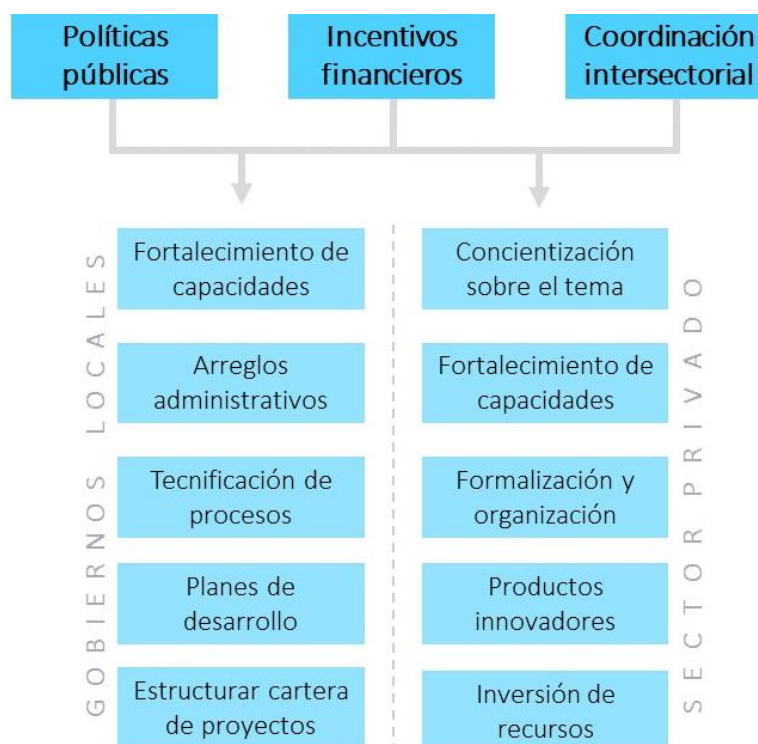 Políticas
públicas
Incentivos
financieros
Coordinación
intersectorial
GOBIERNOS LOCALES
Fortalecimiento de
capacidades
Arreglos
administrativos
Tecnificación de
procesos
Planes de
desarrollo
Estructurar cartera
de proyectos
Concientización
sobre el tema
Fortalecimiento de
capacidades
Formalización y
organización
Productos
innovadores
Inversión de
recursos
SECTOR PRIVADO